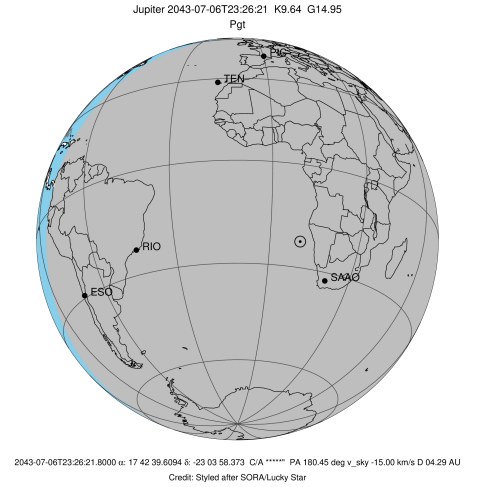 Jupiter 2043-07-06T23:26:21 K9.64 G14.95
Pgt
TEN
RIO
SAAO
ESO
2043-07-06T23:26:21.8000 α: 17 42 39.6094 δ: -23 03 58.373 C/A *****" PA 180.45 deg v_sky -15.00 km/s D 04.29 AU
Credit: Styled after SORA/Lucky Star